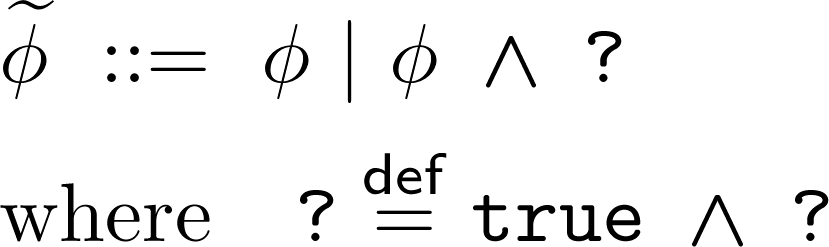 ϕ̃ ::= ϕ | ϕ ∧ ?
where ? ≝ true ∧ ?